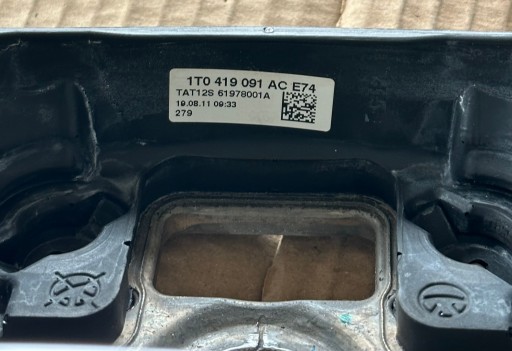 1T0 419 091 AC E74
TAT12S 61978001A
19.08.11 09:33
279